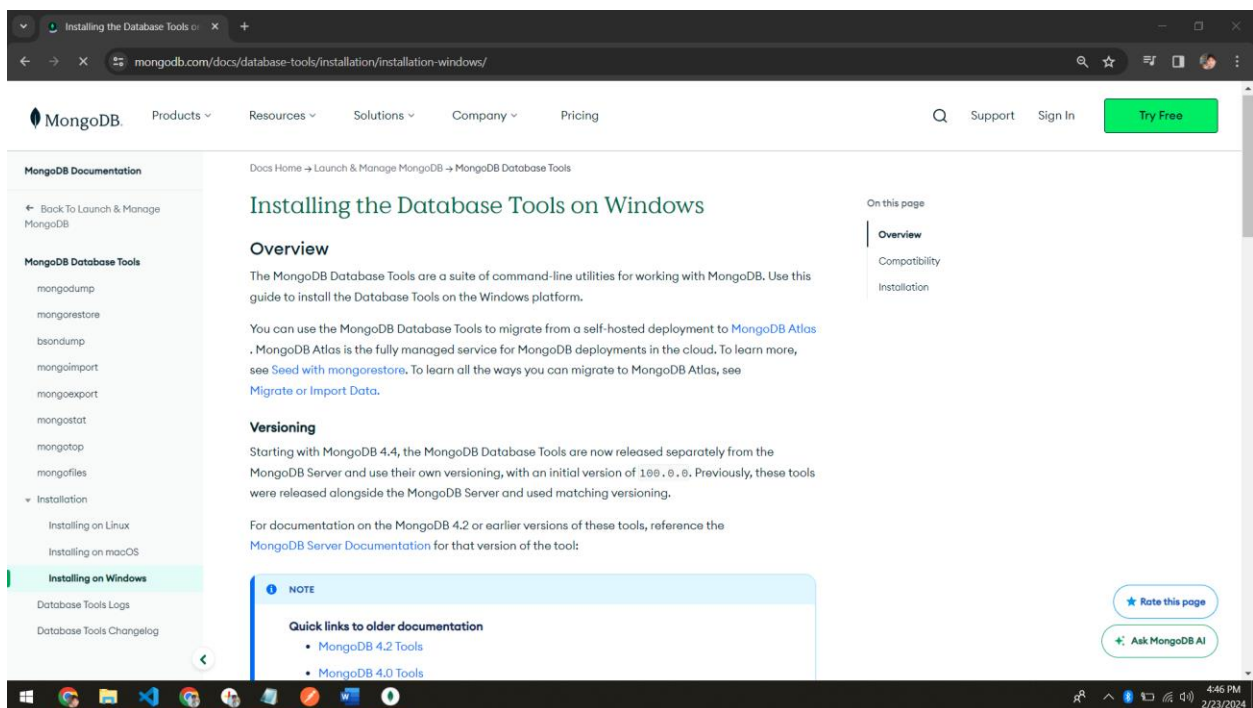 Installing the Database Tools or
mongodb.com/docs/database-tools/installation/installation-windows/
MongoDB.
Products
Resources
Solutions
Company
Pricing
Support
Sign In
Try Free
MongoDB Documentation
Back To Launch & Manage
MongoDB
MongoDB Database Tools
mongodump
mongorestore
bsondump
mongoimport
mongoexport
mongostat
mongotop
mongofiles
Installation
Installing on Linux
Installing on macOS
Installing on Windows
Database Tools Logs
Database Tools Changelog
Docs Home → Launch & Manage MongoDB → MongoDB Database Tools
Installing the Database Tools on Windows
Overview
The MongoDB Database Tools are a suite of command-line utilities for working with MongoDB. Use this
guide to install the Database Tools on the Windows platform.
You can use the MongoDB Database Tools to migrate from a self-hosted deployment to MongoDB Atlas
. MongoDB Atlas is the fully managed service for MongoDB deployments in the cloud. To learn more,
see Seed with mongorestore. To learn all the ways you can migrate to MongoDB Atlas, see
Migrate or Import Data.
Versioning
Starting with MongoDB 4.4, the MongoDB Database Tools are now released separately from the
MongoDB Server and use their own versioning, with an initial version of 100.0.0. Previously, these tools
were released alongside the MongoDB Server and used matching versioning.
For documentation on the MongoDB 4.2 or earlier versions of these tools, reference the
MongoDB Server Documentation for that version of the tool:
NOTE
Quick links to older documentation
• MongoDB 4.2 Tools
• MongoDB 4.0 Tools
On this page
Overview
Compatibility
Installation
Rate this page
Ask MongoDB AI
4:46 PM
2/23/2024